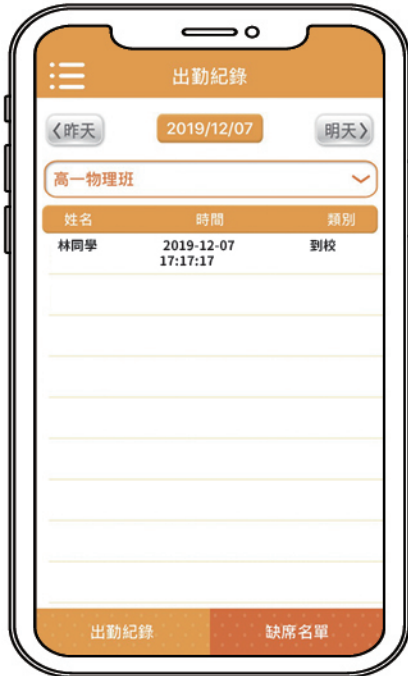 出勤紀錄
〈昨天 2019/12/07 明天〉
高一物理班
姓名 時間 類別
林同學 2019-12-07 到校
17:17:17
出勤紀錄 缺席名單